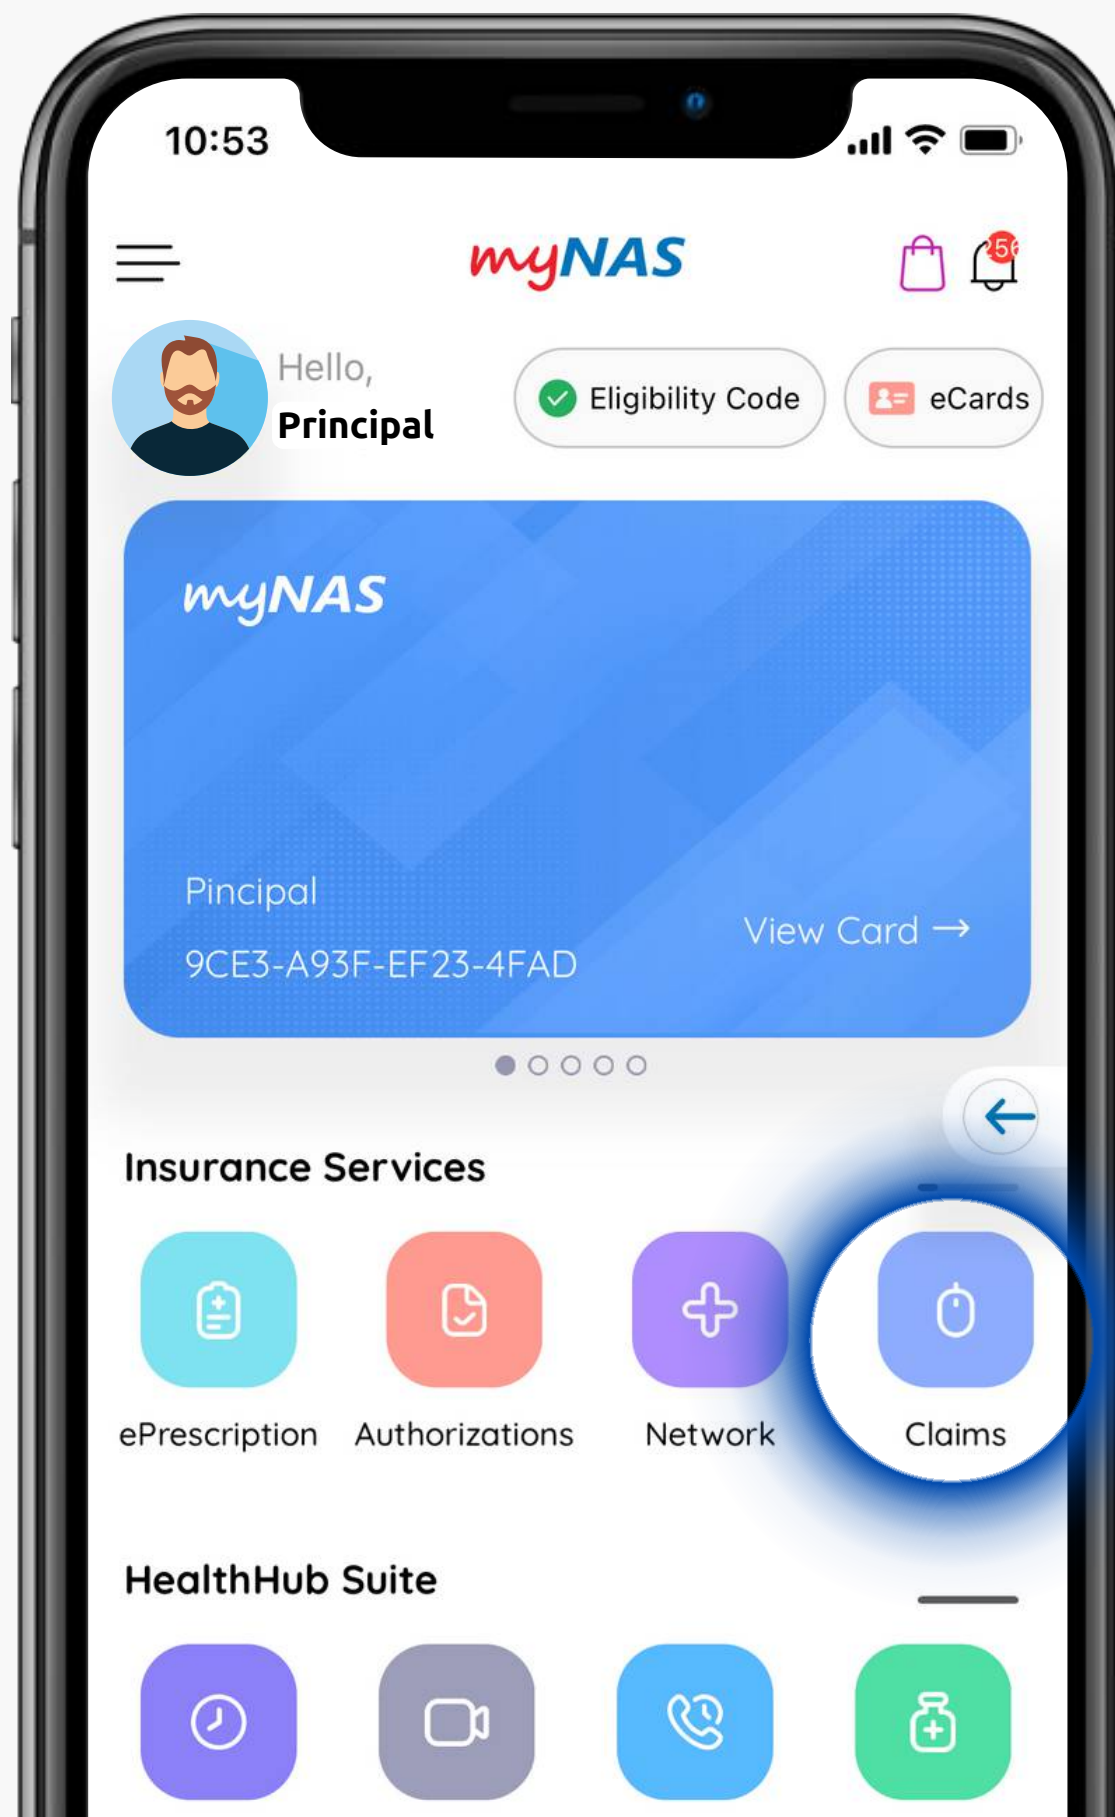 10:53
myNAS
256
Hello,
Principal
Eligibility Code
eCards
myNAS
Pincipal
9CE3-A93F-EF23-4FAD
View Card →
Insurance Services
ePrescription
Authorizations
Network
Claims
HealthHub Suite